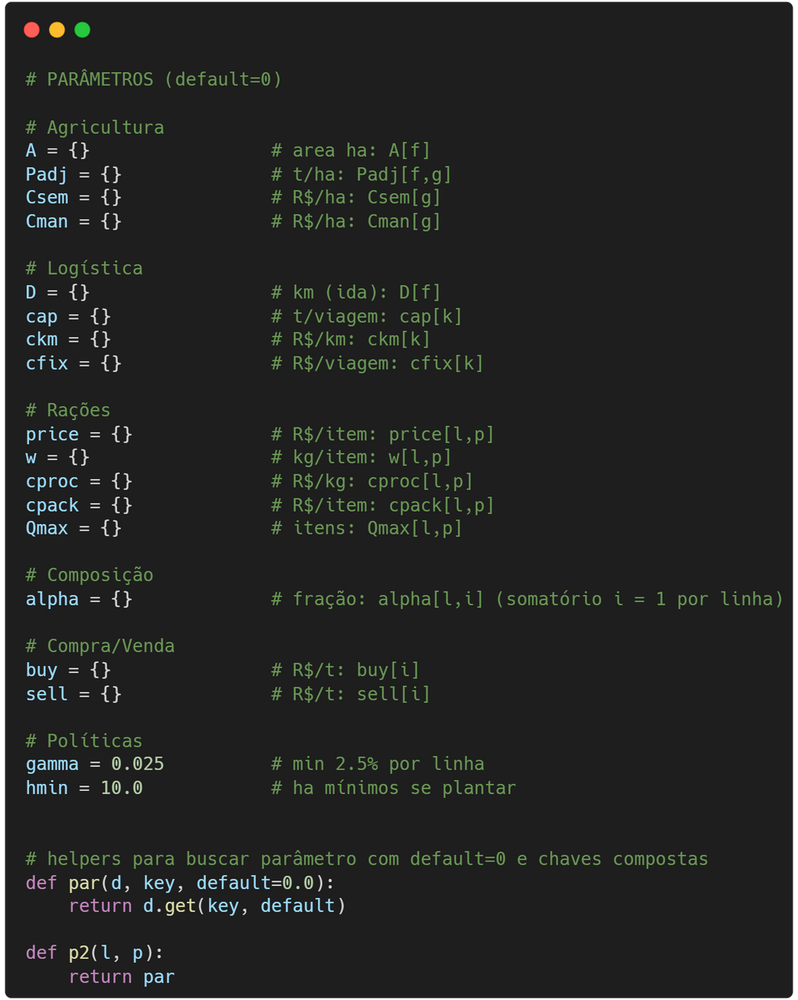 # PARÂMETROS (default=0)
# Agricultura
A = {}                 # area ha: A[f]
Padj = {}              # t/ha: Padj[f,g]
Csem = {}              # R$/ha: Csem[g]
Cman = {}              # R$/ha: Cman[g]
# Logística
D = {}                 # km (ida): D[f]
cap = {}               # t/viagem: cap[k]
ckm = {}               # R$/km: ckm[k]
cfix = {}              # R$/viagem: cfix[k]
# Rações
price = {}             # R$/item: price[l,p]
w = {}                 # kg/item: w[l,p]
cproc = {}             # R$/kg: cproc[l,p]
cpack = {}             # R$/item: cpack[l,p]
Qmax = {}              # itens: Qmax[l,p]
# Composição
alpha = {}             # fração: alpha[l,i] (somatório i = 1 por linha)
# Compra/Venda
buy = {}               # R$/t: buy[i]
sell = {}              # R$/t: sell[i]
# Políticas
gamma = 0.025          # min 2.5% por linha
hmin = 10.0            # ha mínimos se plantar
# helpers para buscar parâmetro com default=0 e chaves compostas
def par(d, key, default=0.0):
    return d.get(key, default)
def p2(l, p):
    return par